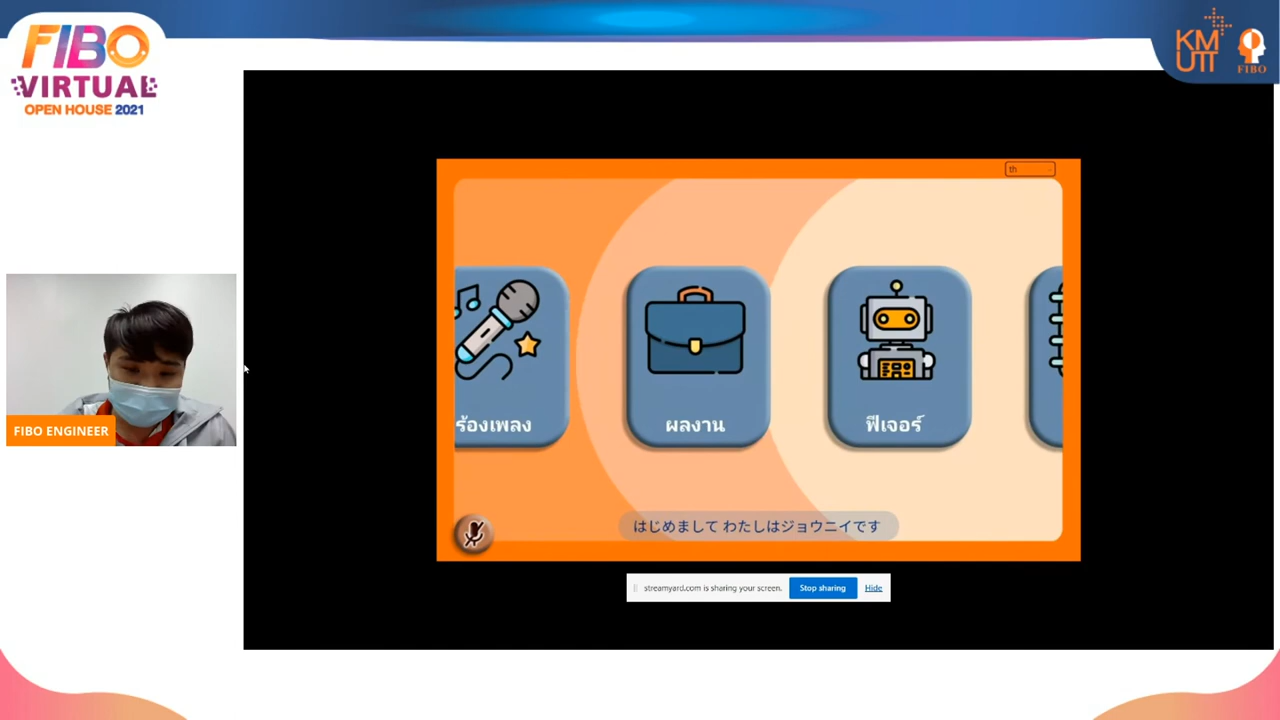 FIBO
VIRTUAL
OPEN HOUSE 2021
KM
UTT
FIBO
th
ร้องเพลง
ผลงาน
ฟีเจอร์
はじめまして わたしはジョウニイです
FIBO ENGINEER
streamyard.com is sharing your screen.
Stop sharing
Hide